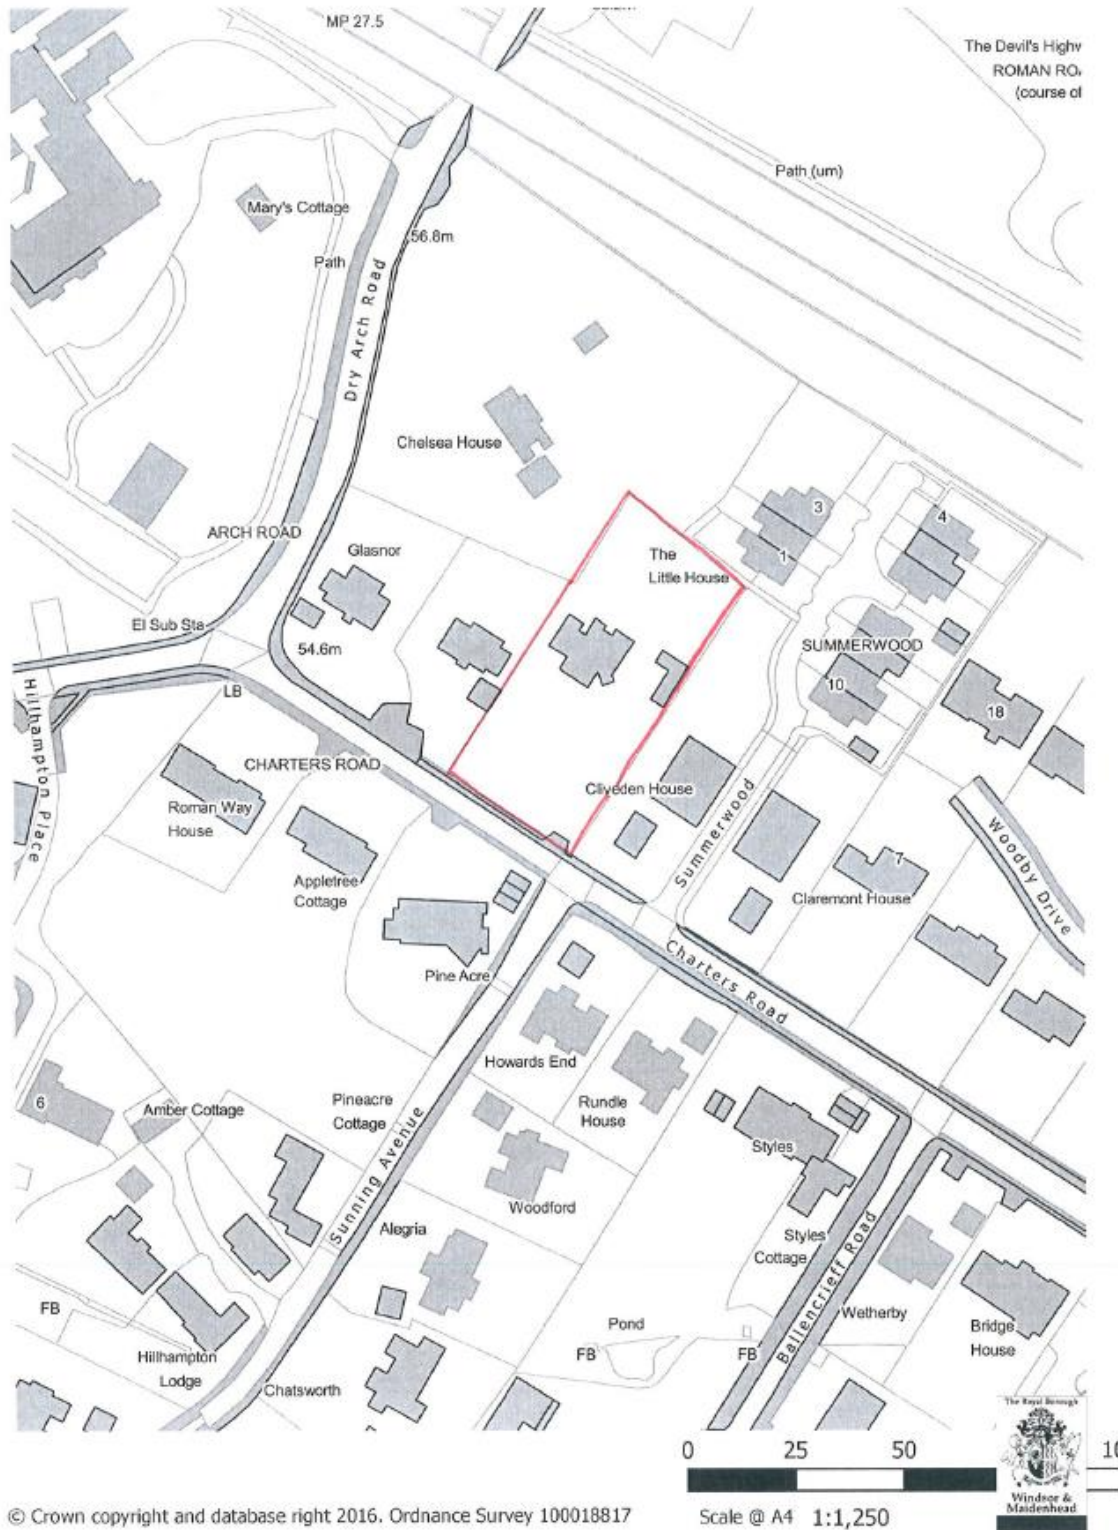 MP 27.5
The Devil's Highw
ROMAN RO
(course of
Path (um)
Mary's Cottage
56.8m
Path
Dry Arch Road
Chelsea House
3
4
ARCH ROAD
Glasnor
The
Little House
1
El Sub Sta
54.6m
SUMMERWOOD
10
18
LB
Hillhampton Place
CHARTERS ROAD
Cliveden House
Roman Way
House
Summerwood
Woodby Drive
7
Appletree
Cottage
Claremont House
Pine Acre
Charters Road
Howards End
6
Amber Cottage
Pineacre
Cottage
Rundle
House
Styles
Sunning Avenue
Woodford
Alegria
Styles
Cottage
Ballencrieff Road
FB
Pond
Wetherby
Bridge
House
Hillhampton
Lodge
FB
FB
Chatsworth
0 25 50 10
The Royal Borough
Windsor &
Maidenhead
© Crown copyright and database right 2016. Ordnance Survey 100018817
Scale @ A4 1:1,250